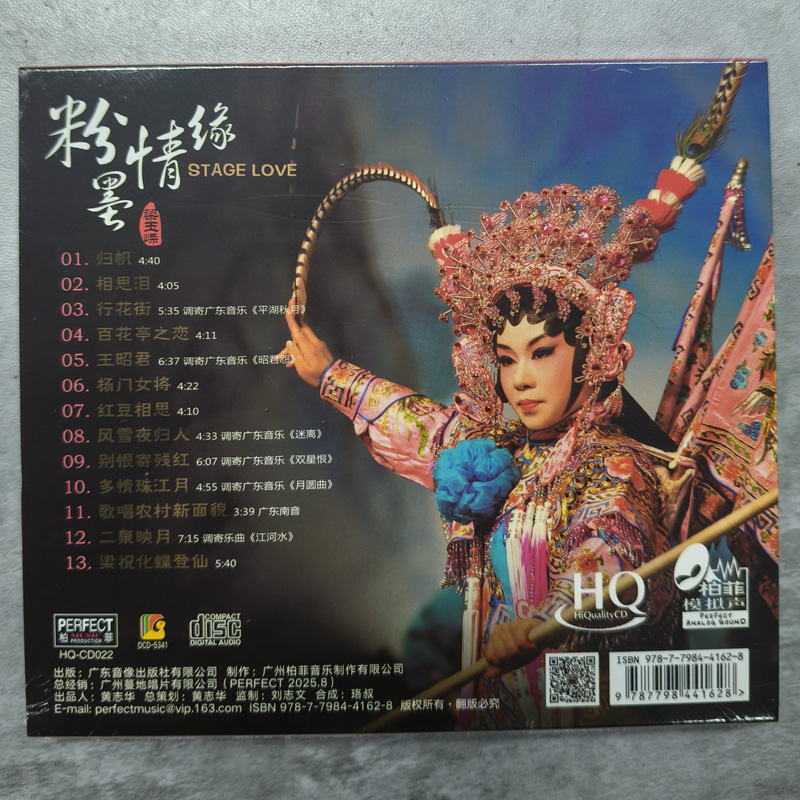 粉墨情缘
STAGE LOVE
梁玉嵘
01. 归帆 4:40
02. 相思泪 4:05
03. 行花街 5:35 调寄广东音乐《平湖秋月》
04. 百花亭之恋 4:11
05. 王昭君 6:37 调寄广东音乐《昭君怨》
06. 杨门女将 4:22
07. 红豆相思 4:10
08. 风雪夜归人 4:33 调寄广东音乐《迷离》
09. 别恨寄残红 6:07 调寄广东音乐《双星恨》
10. 多情珠江月 4:55 调寄广东音乐《月圆曲》
11. 歌唱农村新面貌 3:39 广东南音
12. 二泉映月 7:15 调寄乐曲《江河水》
13. 梁祝化蝶登仙 5:40
HQ
HiQualityCD
柏菲
模拟声
PERFECT
ANALOG SOUND
PERFECT
柏 菲
PRODUCTION
HQ-CD022
DCD-5341
COMPACT
disc
DIGITAL AUDIO
出版：广东音像出版社有限公司 制作：广州柏菲音乐制作有限公司
总经销：广州蔓地唱片有限公司（PERFECT 2025.8）
出品人：黄志华 总策划：黄志华 监制：刘志文 合成：珞叔
E-mail: perfectmusic@vip.163.com ISBN 978-7-7984-4162-8 版权所有，翻版必究
ISBN 978-7-7984-4162-8
9 787798 441628 >